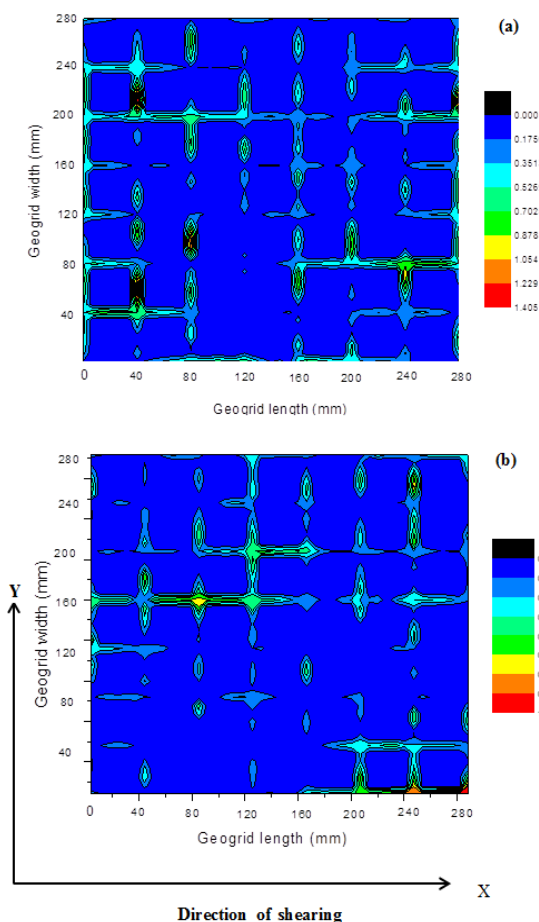 (a)
280
240
200
160
120
80
40
Geogrid width (mm)
0 40 80 120 160 200 240 280
Geogrid length (mm)
0.000
0.175
0.351
0.526
0.702
0.878
1.054
1.229
1.405
(b)
280
240
200
160
120
80
40
Geogrid width (mm)
0 40 80 120 160 200 240 280
Geogrid length (mm)
Y
X
Direction of shearing